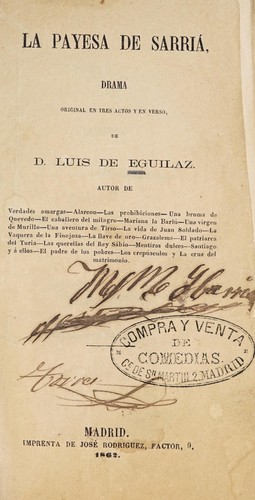 LA PAYESA DE SARRIÁ,
DRAMA
ORIGINAL EN TRES ACTOS Y EN VERSO,
DE
D. LUIS DE EGUILAZ.
AUTOR DE
Verdades amargas—Alarcon—Las prohibiciones—Una broma de
Quevedo—El caballero del milagro—Mariana la Barlú—Una virgen
de Murillo—Una aventura de Tirso—La vida de Juan Soldado—La
Vaquera de la Finojosa—La llave de oro—Grazalema—El patriarca
del Turia—Las querellas del Rey Sábio—Mentiras dulces—Santiago
y á ellos—El padre de los pobres—Los crepúsculos y La cruz del
matrimonio.
COMPRA Y VENTA
DE
COMEDIAS.
MADRID.
IMPRENTA DE JOSÉ RODRIGUEZ, FACTOR, 9.
1862.